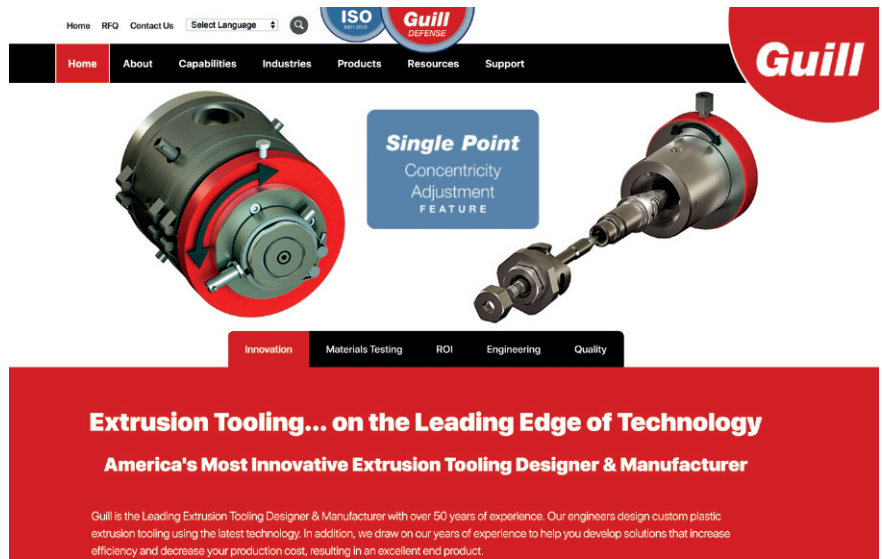 Home RFQ Contact Us Select Language
ISO
9001:2015
Guill
DEFENSE
Home About Capabilities Industries Products Resources Support
Guill
Single Point
Concentricity
Adjustment
FEATURE
Innovation Materials Testing ROI Engineering Quality
Extrusion Tooling... on the Leading Edge of Technology
America's Most Innovative Extrusion Tooling Designer & Manufacturer
Guill is the Leading Extrusion Tooling Designer & Manufacturer with over 50 years of experience. Our engineers design custom plastic
extrusion tooling using the latest technology. In addition, we draw on our years of experience to help you develop solutions that increase
efficiency and decrease your production cost, resulting in an excellent end product.